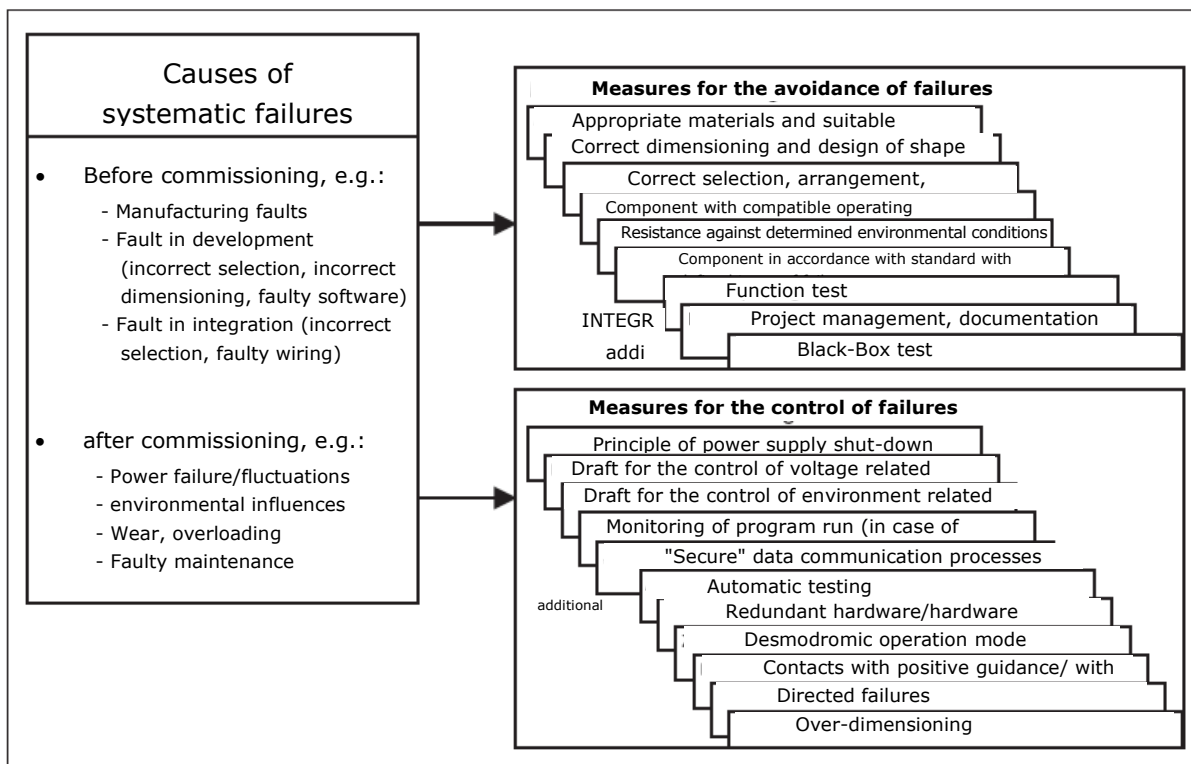 Causes of
systematic failures
• Before commissioning, e.g.:
- Manufacturing faults
- Fault in development
(incorrect selection, incorrect
dimensioning, faulty software)
- Fault in integration (incorrect
selection, faulty wiring)
• after commissioning, e.g.:
- Power failure/fluctuations
- environmental influences
- Wear, overloading
- Faulty maintenance
Measures for the avoidance of failures
Appropriate materials and suitable
Correct dimensioning and design of shape
Correct selection, arrangement,
Component with compatible operating
Resistance against determined environmental conditions
Component in accordance with standard with
Function test
INTEGR
Project management, documentation
addi
Black-Box test
Measures for the control of failures
Principle of power supply shut-down
Draft for the control of voltage related
Draft for the control of environment related
Monitoring of program run (in case of
"Secure" data communication processes
Automatic testing
additional
Redundant hardware/hardware
Desmodromic operation mode
Contacts with positive guidance/ with
Directed failures
Over-dimensioning